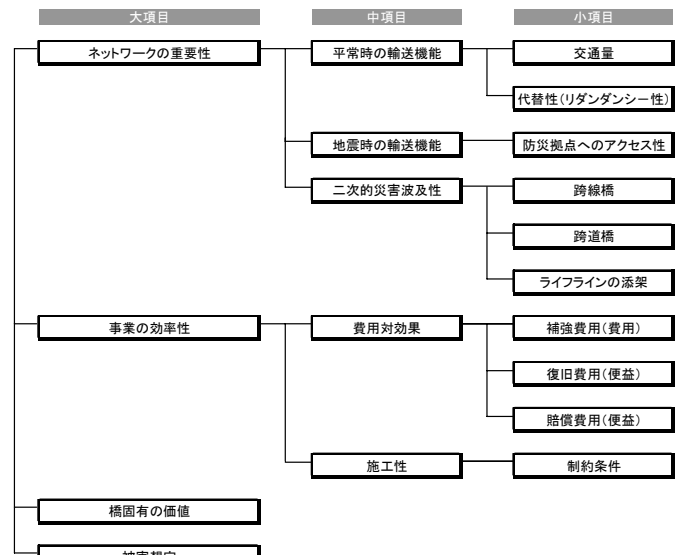 大項目 中項目 小項目
ネットワークの重要性 平常時の輸送機能 交通量
代替性(リダンダンシー性)
地震時の輸送機能 防災拠点へのアクセス性
二次的災害波及性 跨線橋
跨道橋
ライフラインの添架
事業の効率性 費用対効果 補強費用(費用)
復旧費用(便益)
賠償費用(便益)
施工性 制約条件
橋固有の価値